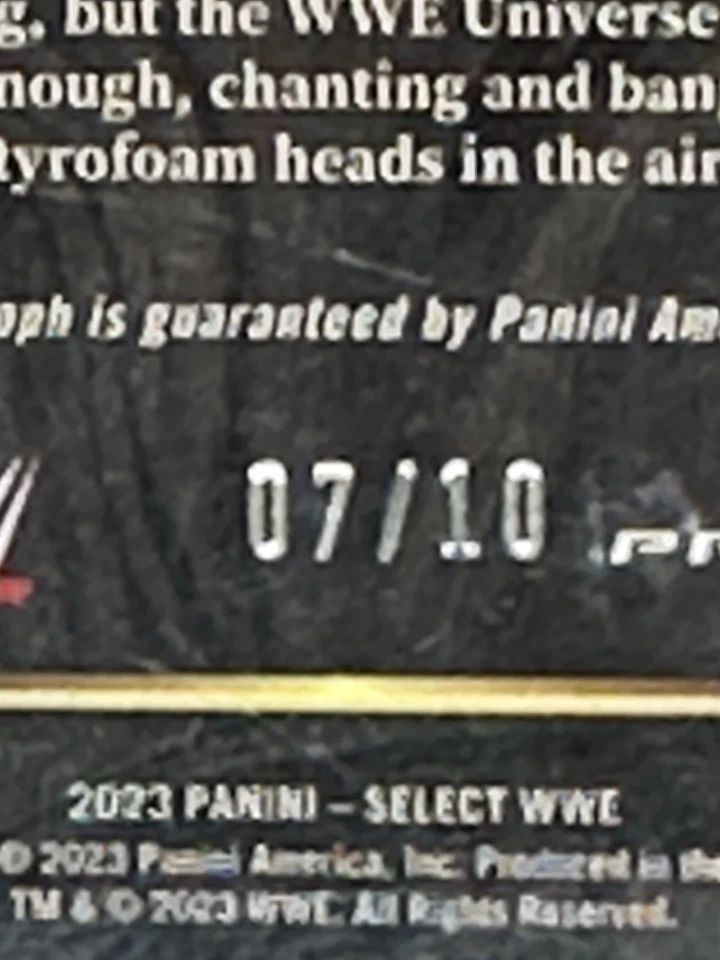 g, but the WWE Universe
nough, chanting and ban
tyrofoam heads in the air
oph is guaranteed by Panini Am
07/10
2023 PANINI – SELECT WWE
© 2023 Panini America, Inc. Produced in the
TM & © 2023 WWE. All Rights Reserved.